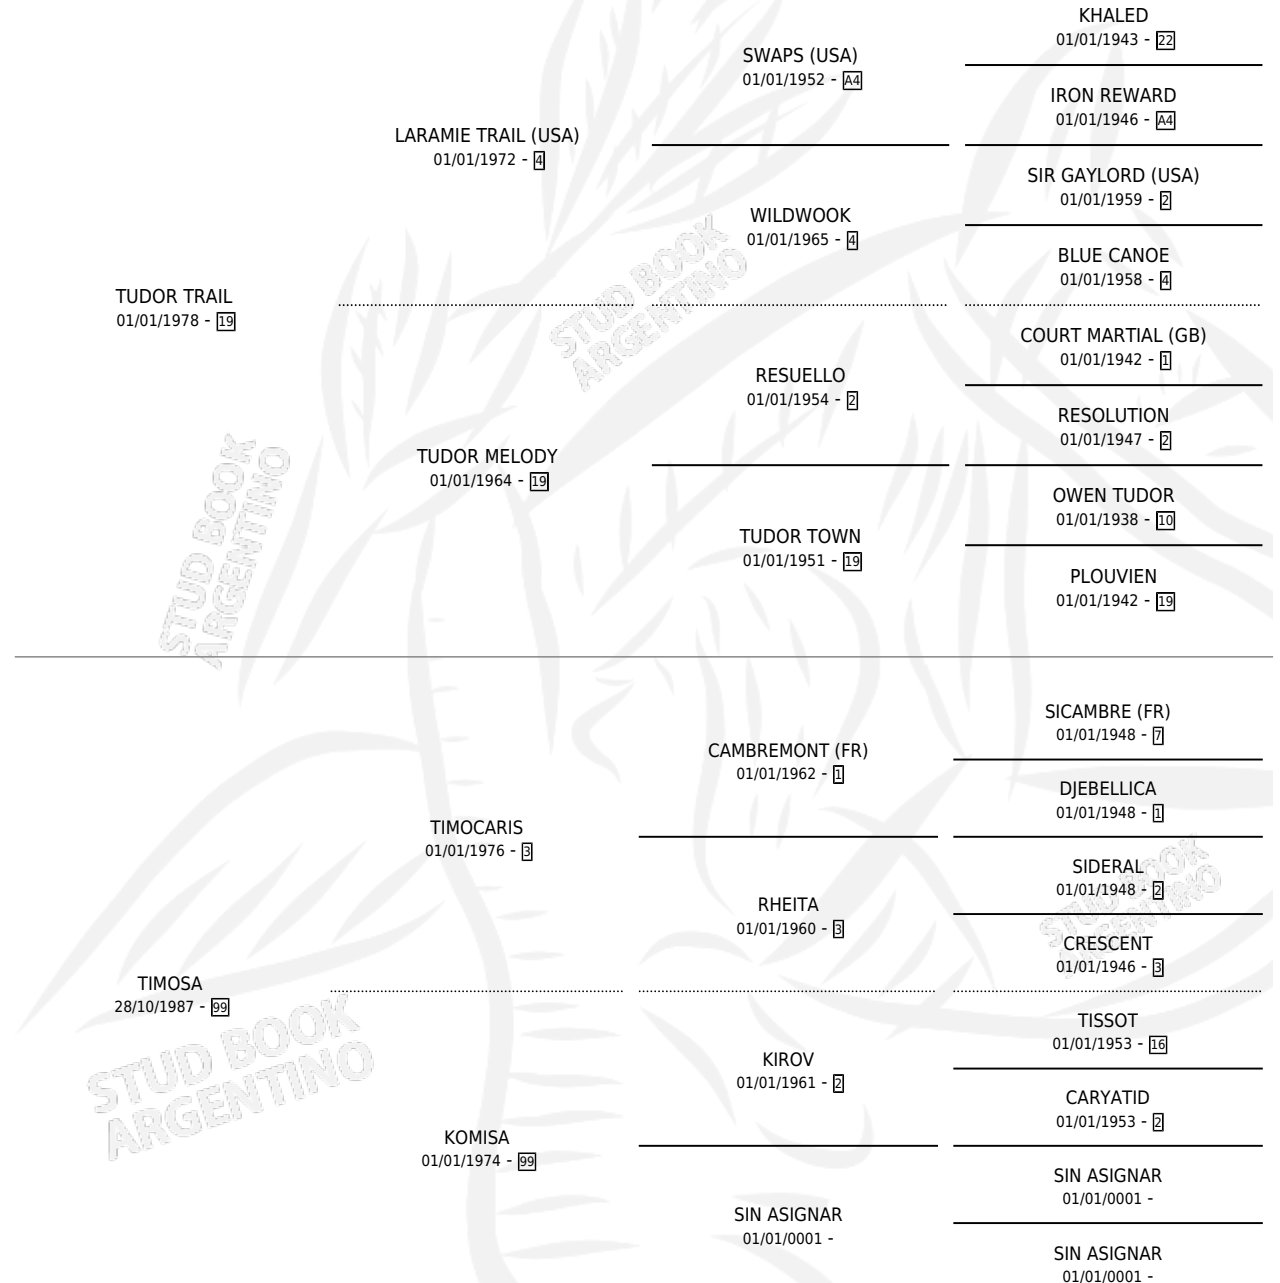 KHALED
01/01/1943 - 22
SWAPS (USA)
01/01/1952 - A4
IRON REWARD
01/01/1946 - A4
LARAMIE TRAIL (USA)
01/01/1972 - 4
SIR GAYLORD (USA)
01/01/1959 - 2
WILDWOOK
01/01/1965 - 4
BLUE CANOE
01/01/1958 - 4
TUDOR TRAIL
01/01/1978 - 19
STUD BOOK
ARGENTINO
COURT MARTIAL (GB)
01/01/1942 - 1
RESUELLO
01/01/1954 - 2
RESOLUTION
01/01/1947 - 2
TUDOR MELODY
01/01/1964 - 19
OWEN TUDOR
01/01/1938 - 10
TUDOR TOWN
01/01/1951 - 19
PLOUVIEN
01/01/1942 - 19
STUD BOOK
ARGENTINO
SICAMBRE (FR)
01/01/1948 - 7
CAMBREMONT (FR)
01/01/1962 - 1
DJEBELLICA
01/01/1948 - 1
TIMOCARIS
01/01/1976 - 3
SIDERAL
01/01/1948 - 2
RHEITA
01/01/1960 - 3
CRESCENT
01/01/1946 - 3
STUD BOOK
ARGENTINO
TIMOSA
28/10/1987 - 99
TISSOT
01/01/1953 - 16
KIROV
01/01/1961 - 2
CARYATID
01/01/1953 - 2
STUD BOOK
ARGENTINO
KOMISA
01/01/1974 - 99
SIN ASIGNAR
01/01/0001 -
SIN ASIGNAR
01/01/0001 -
SIN ASIGNAR
01/01/0001 -